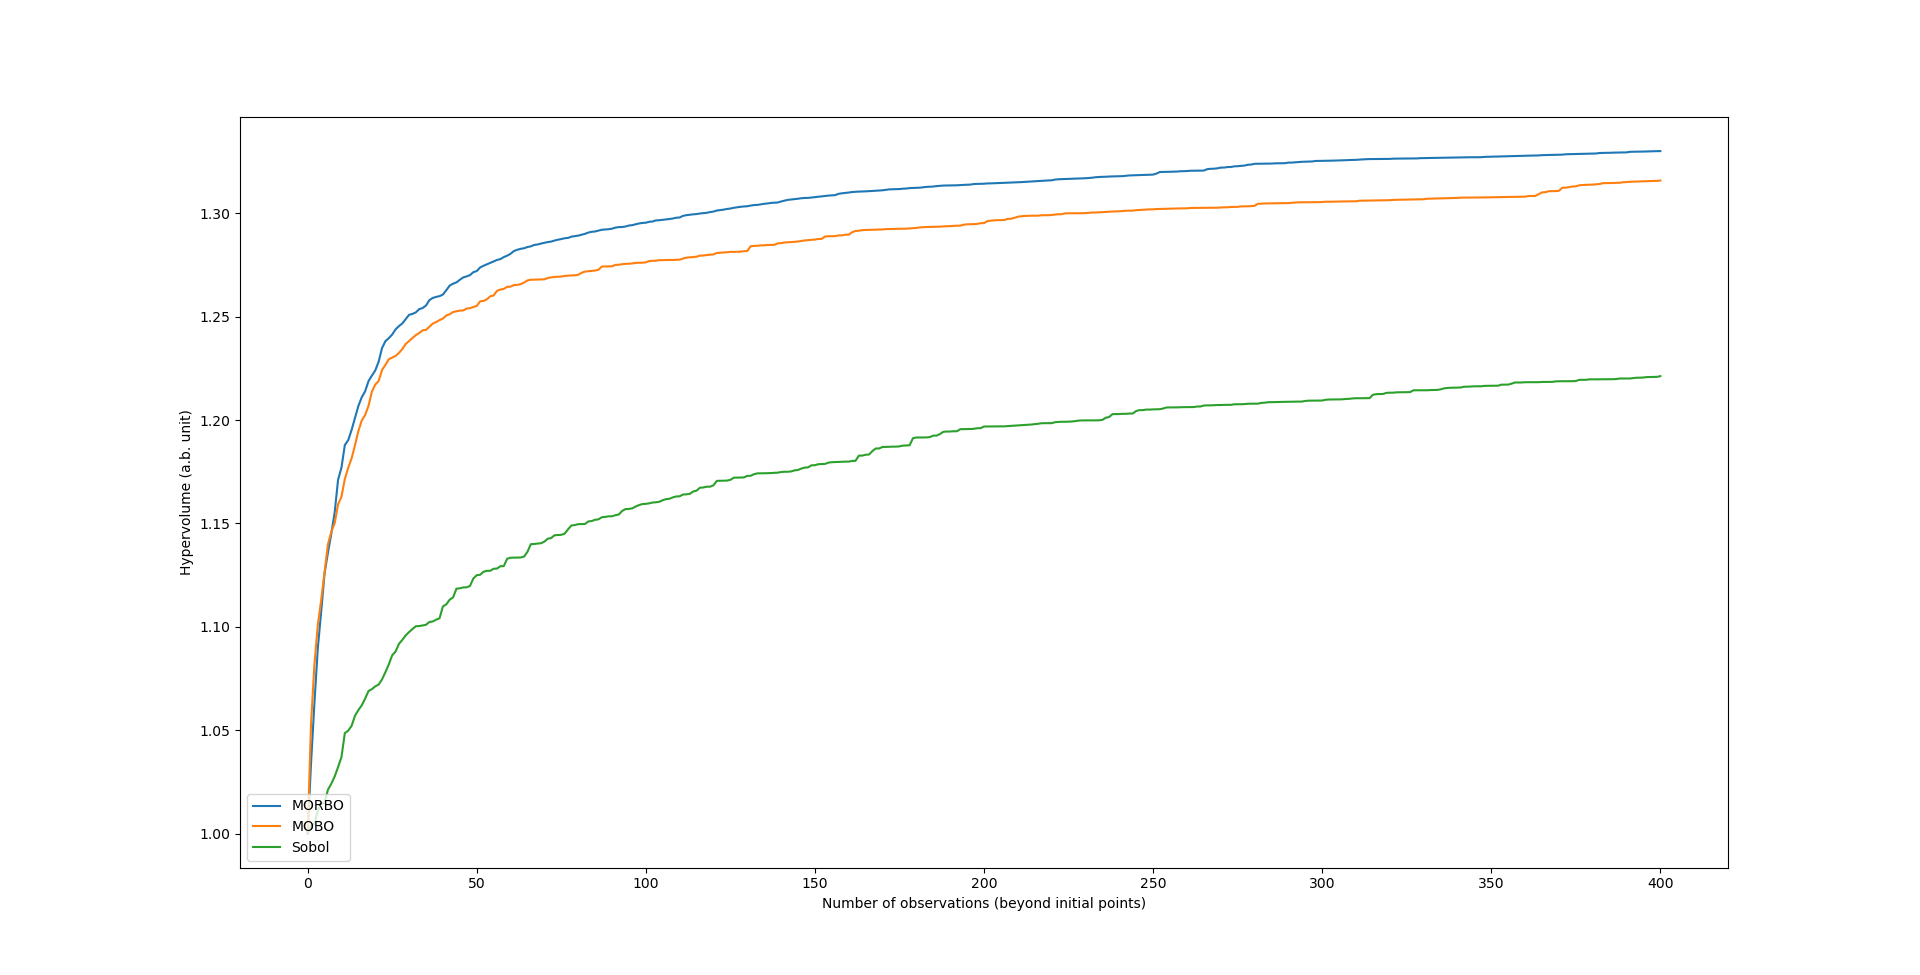 Hypervolume (a.b. unit)
1.30
1.25
1.20
1.15
1.10
1.05
1.00
MORBO
MOBO
Sobol
0 50 100 150 200 250 300 350 400
Number of observations (beyond initial points)